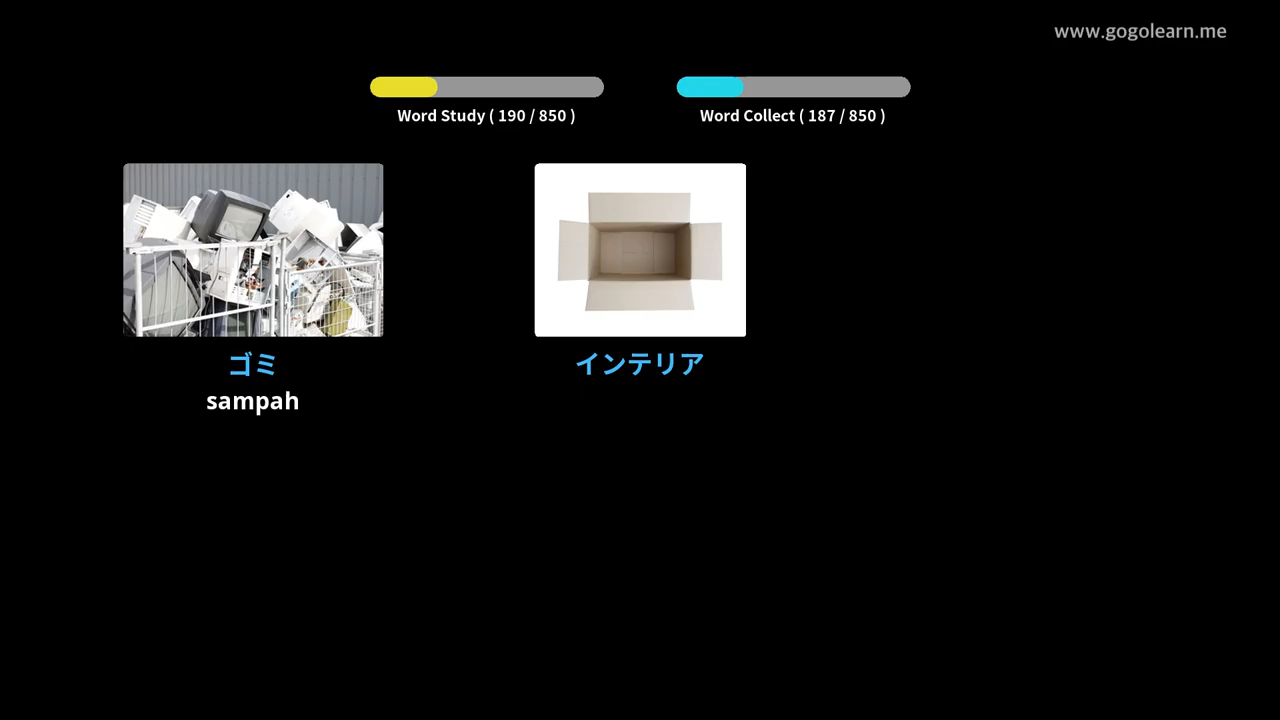 www.gogolearn.me
Word Study ( 190 / 850 )
Word Collect ( 187 / 850 )
ゴミ
sampah
インテリア